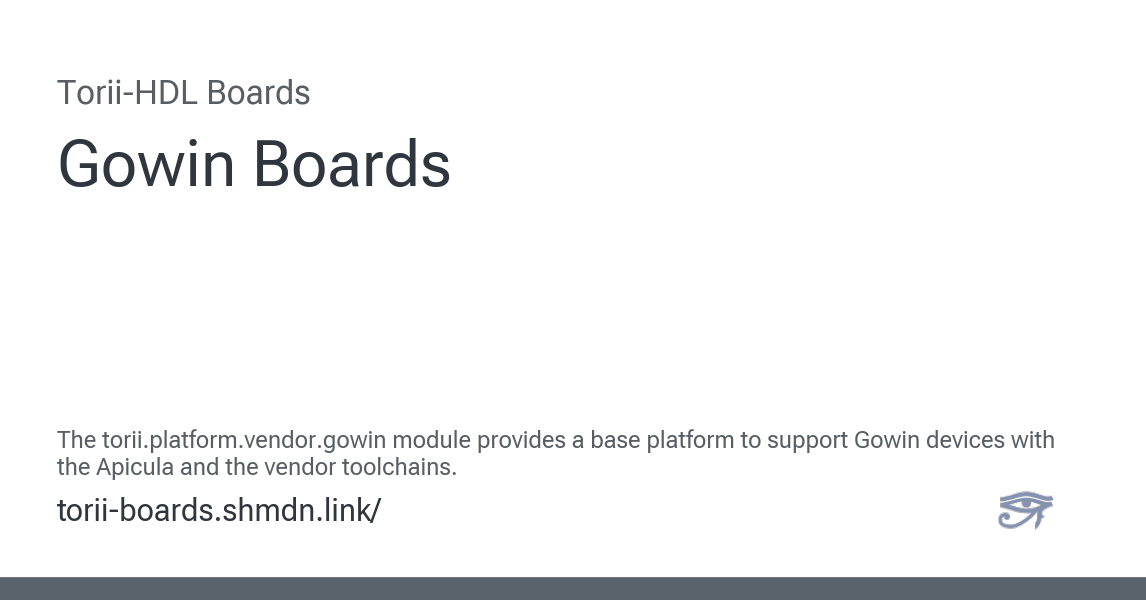 Torii-HDL Boards
Gowin Boards
The torii.platform.vendor.gowin module provides a base platform to support Gowin devices with
the Apicula and the vendor toolchains.
torii-boards.shmdn.link/